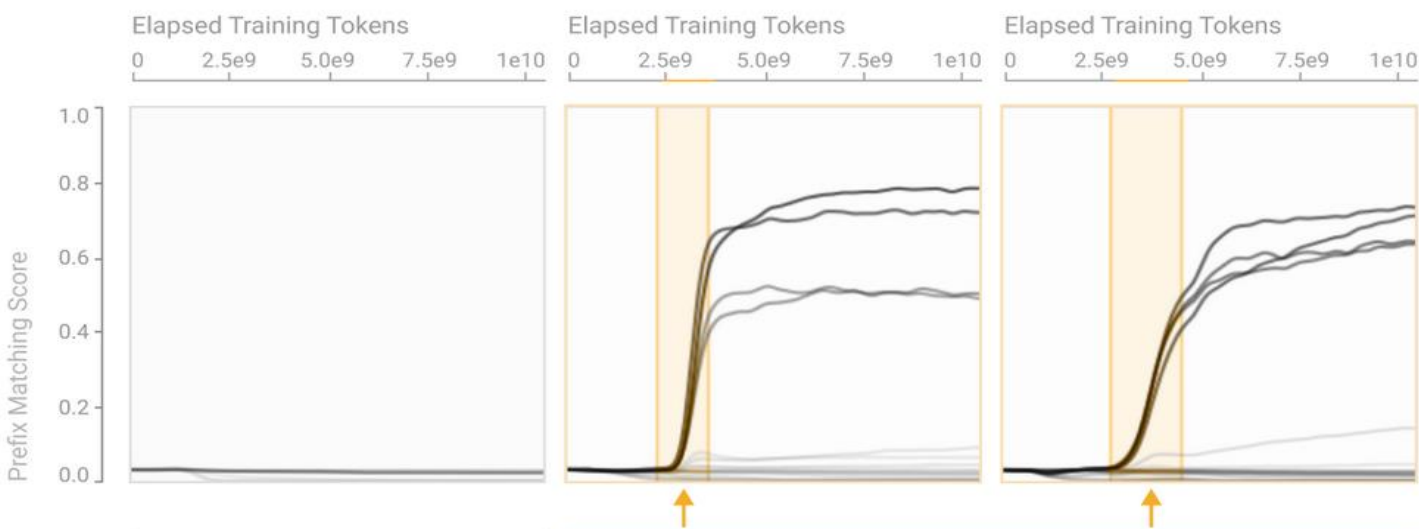 Elapsed Training Tokens Elapsed Training Tokens Elapsed Training Tokens
0 2.5e9 5.0e9 7.5e9 1e10 0 2.5e9 5.0e9 7.5e9 1e10 0 2.5e9 5.0e9 7.5e9 1e10
1.0
0.8
0.6
0.4
0.2
0.0
Prefix Matching Score